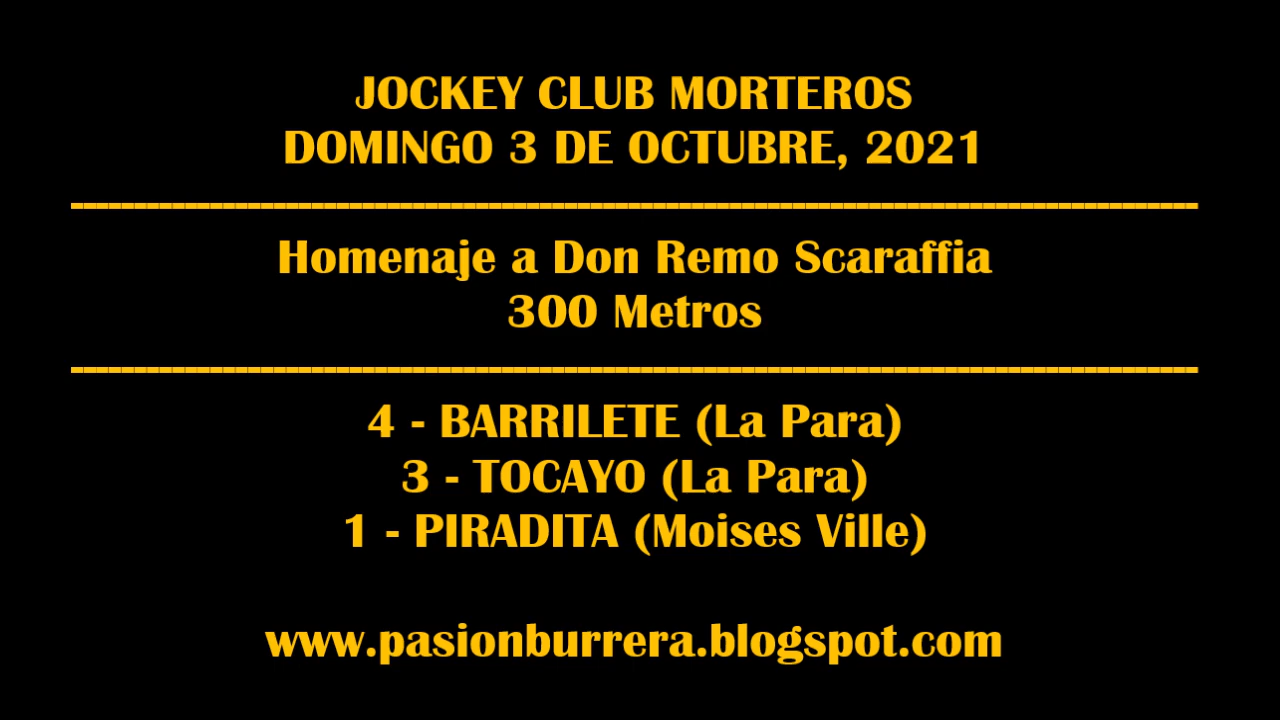 JOCKEY CLUB MORTEROS
DOMINGO 3 DE OCTUBRE, 2021
Homenaje a Don Remo Scaraffia
300 Metros
4 - BARRILETE (La Para)
3 - TOCAYO (La Para)
1 - PIRADITA (Moises Ville)
www.pasionburrera.blogspot.com